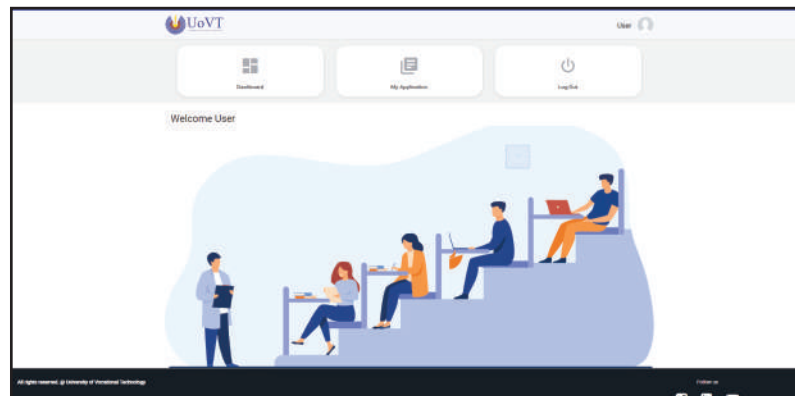 UoVT
User
Dashboard
My Application
Log Out
Welcome User
All rights reserved. @ University of Vocational Technology
Follow us